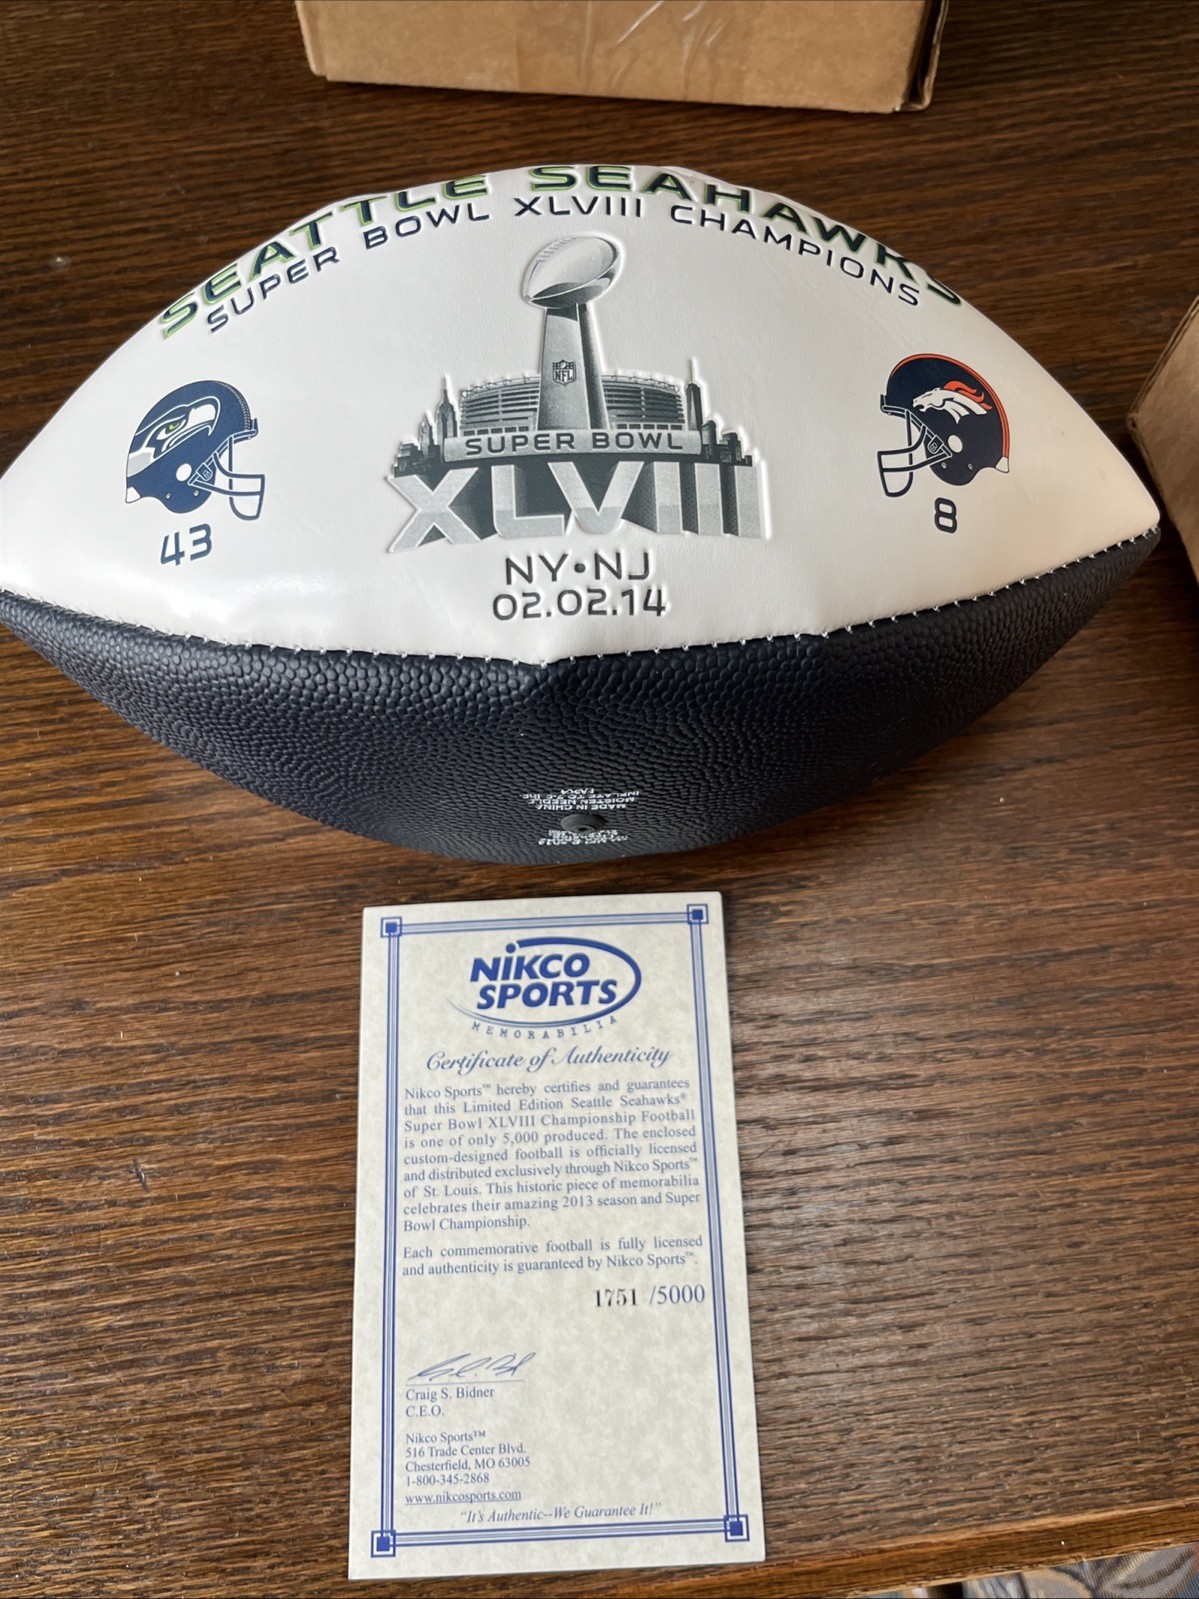 SEATTLE SEAHAWKS
SUPER BOWL XLVIII CHAMPIONS
NFL
SUPER BOWL
XLVIII
43
8
NY•NJ
02.02.14
MADE IN CHINA
MOISTEN NEEDLE
NiKCO
SPORTS
MEMORABILIA
Certificate of Authenticity
Nikco Sports™ hereby certifies and guarantees
that this Limited Edition Seattle Seahawks®
Super Bowl XLVIII Championship Football
is one of only 5,000 produced. The enclosed
custom-designed football is officially licensed
and distributed exclusively through Nikco Sports™
of St. Louis. This historic piece of memorabilia
celebrates their amazing 2013 season and Super
Bowl Championship.
Each commemorative football is fully licensed
and authenticity is guaranteed by Nikco Sports™.
1751 /5000
Craig S. Bidner
C.E.O.
Nikco Sports™
516 Trade Center Blvd.
Chesterfield, MO 63005
1-800-345-2868
www.nikcosports.com
"It's Authentic--We Guarantee It!"